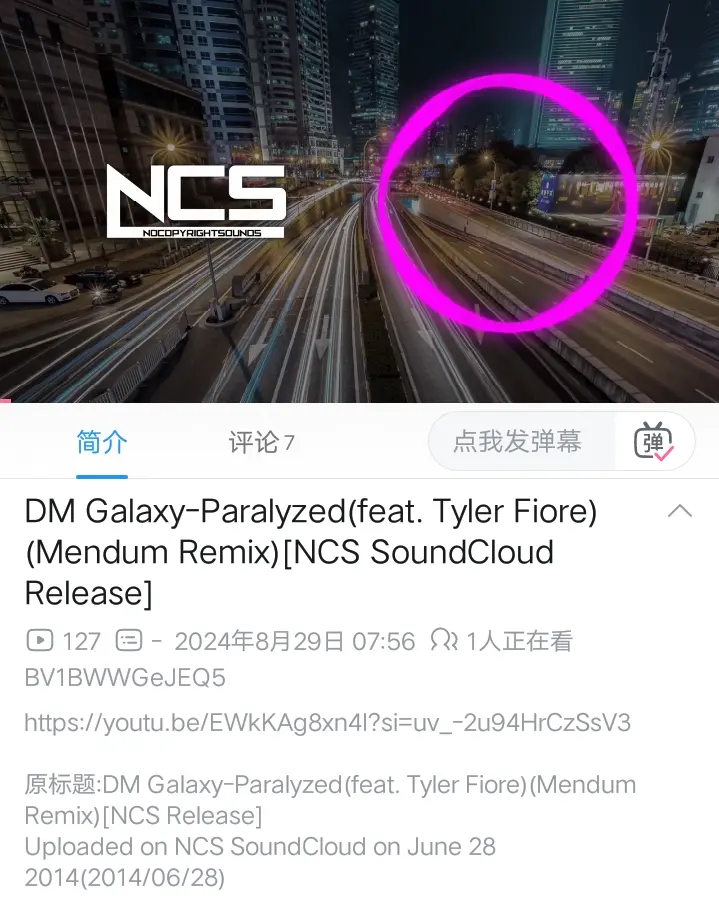 NCS
NOCOPYRIGHTSOUNDS
简介
评论 7
点我发弹幕
弹
DM Galaxy-Paralyzed(feat. Tyler Fiore)
(Mendum Remix)[NCS SoundCloud
Release]
127 - 2024年8月29日 07:56 1人正在看
BV1BWWGeJEQ5
https://youtu.be/EWkKAg8xn4I?si=uv_-2u94HrCzSsV3
原标题:DM Galaxy-Paralyzed(feat. Tyler Fiore)(Mendum
Remix)[NCS Release]
Uploaded on NCS SoundCloud on June 28
2014(2014/06/28)